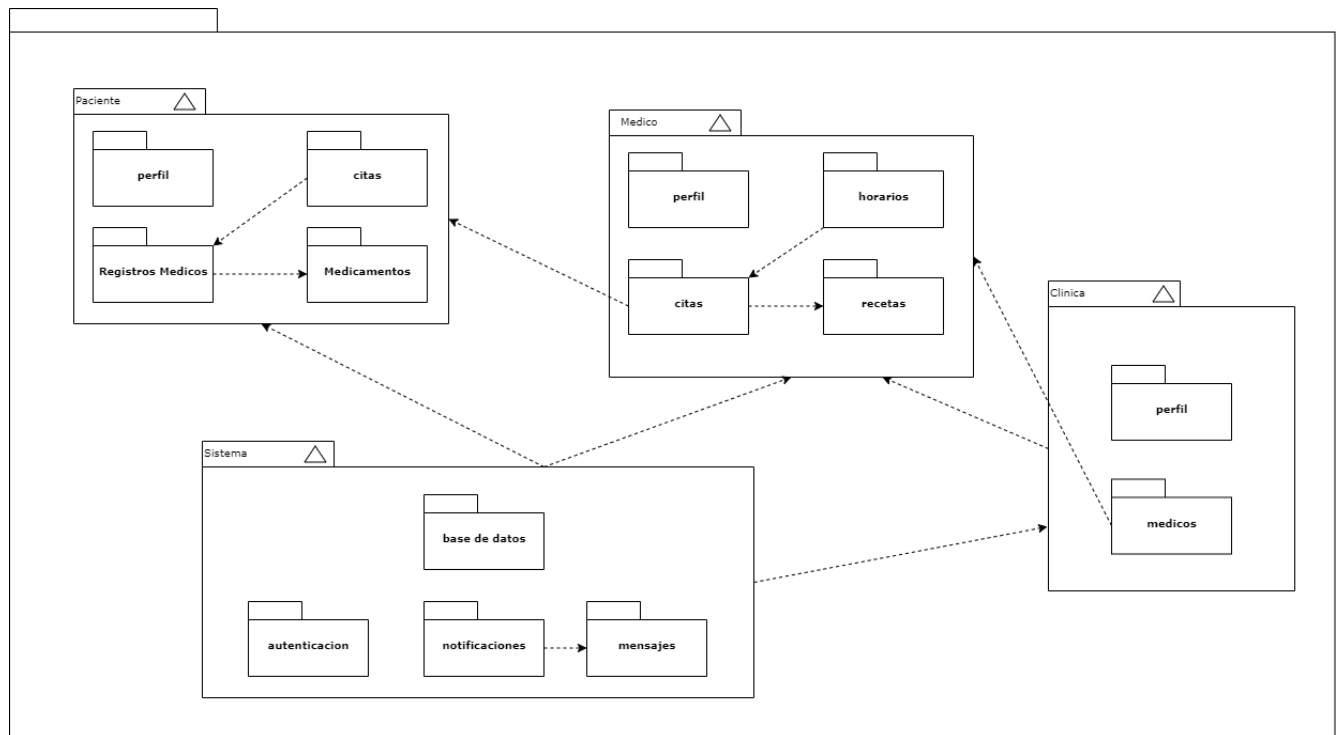 Paciente
perfil
citas
Registros Medicos
Medicamentos
Medico
perfil
horarios
citas
recetas
Clinica
perfil
medicos
Sistema
base de datos
autenticacion
notificaciones
mensajes